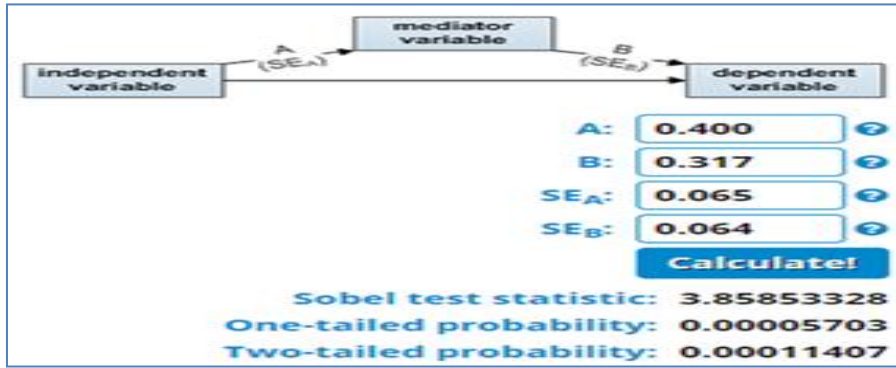 mediator
variable
A
(SEA)
B
(SEB)
independent
variable
dependent
variable
A: 0.400 ?
B: 0.317 ?
SEA: 0.065 ?
SEB: 0.064 ?
Calculate!
Sobel test statistic: 3.85853328
One-tailed probability: 0.00005703
Two-tailed probability: 0.00011407